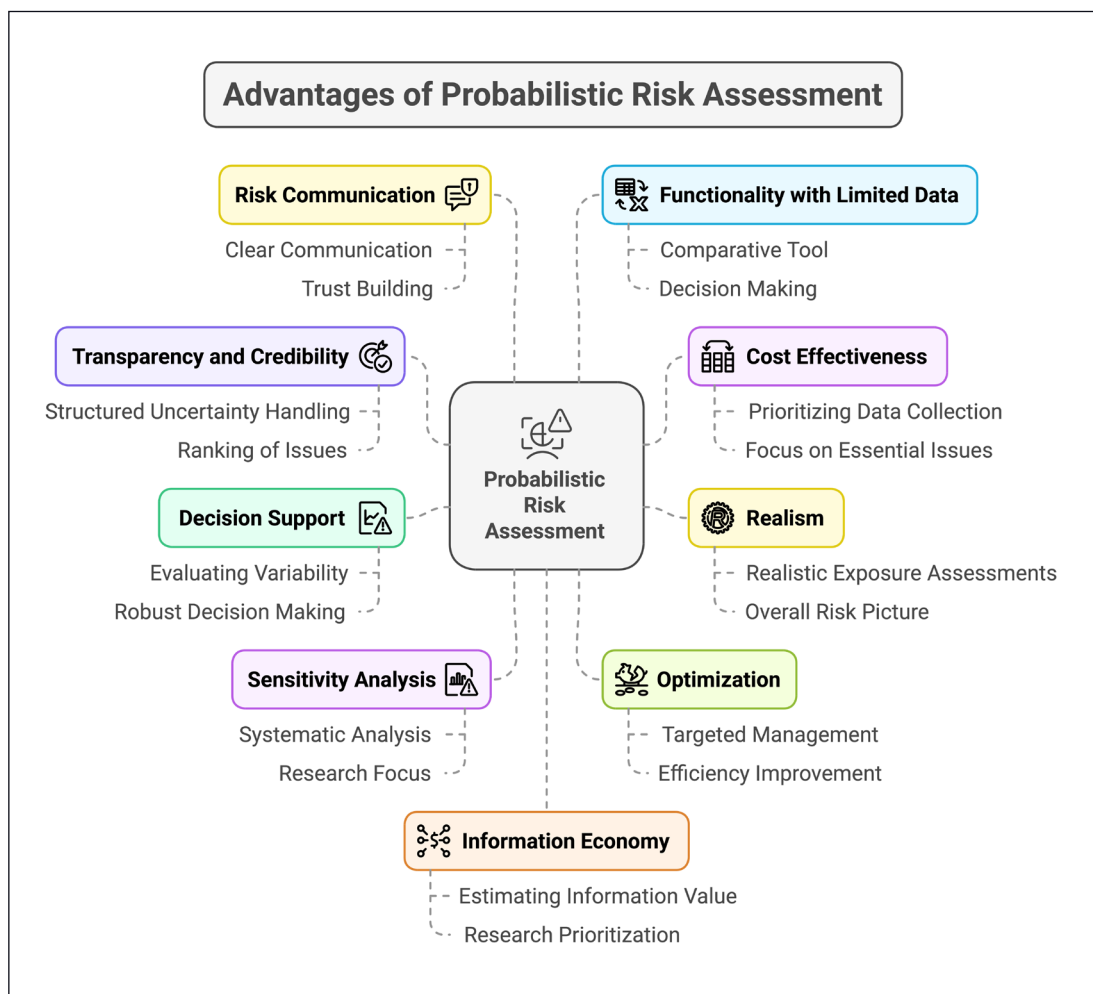 Advantages of Probabilistic Risk Assessment
Risk Communication
Clear Communication
Trust Building
Functionality with Limited Data
Comparative Tool
Decision Making
Transparency and Credibility
Structured Uncertainty Handling
Ranking of Issues
Cost Effectiveness
Prioritizing Data Collection
Focus on Essential Issues
Probabilistic
Risk
Assessment
Decision Support
Evaluating Variability
Robust Decision Making
Realism
Realistic Exposure Assessments
Overall Risk Picture
Sensitivity Analysis
Systematic Analysis
Research Focus
Optimization
Targeted Management
Efficiency Improvement
Information Economy
Estimating Information Value
Research Prioritization